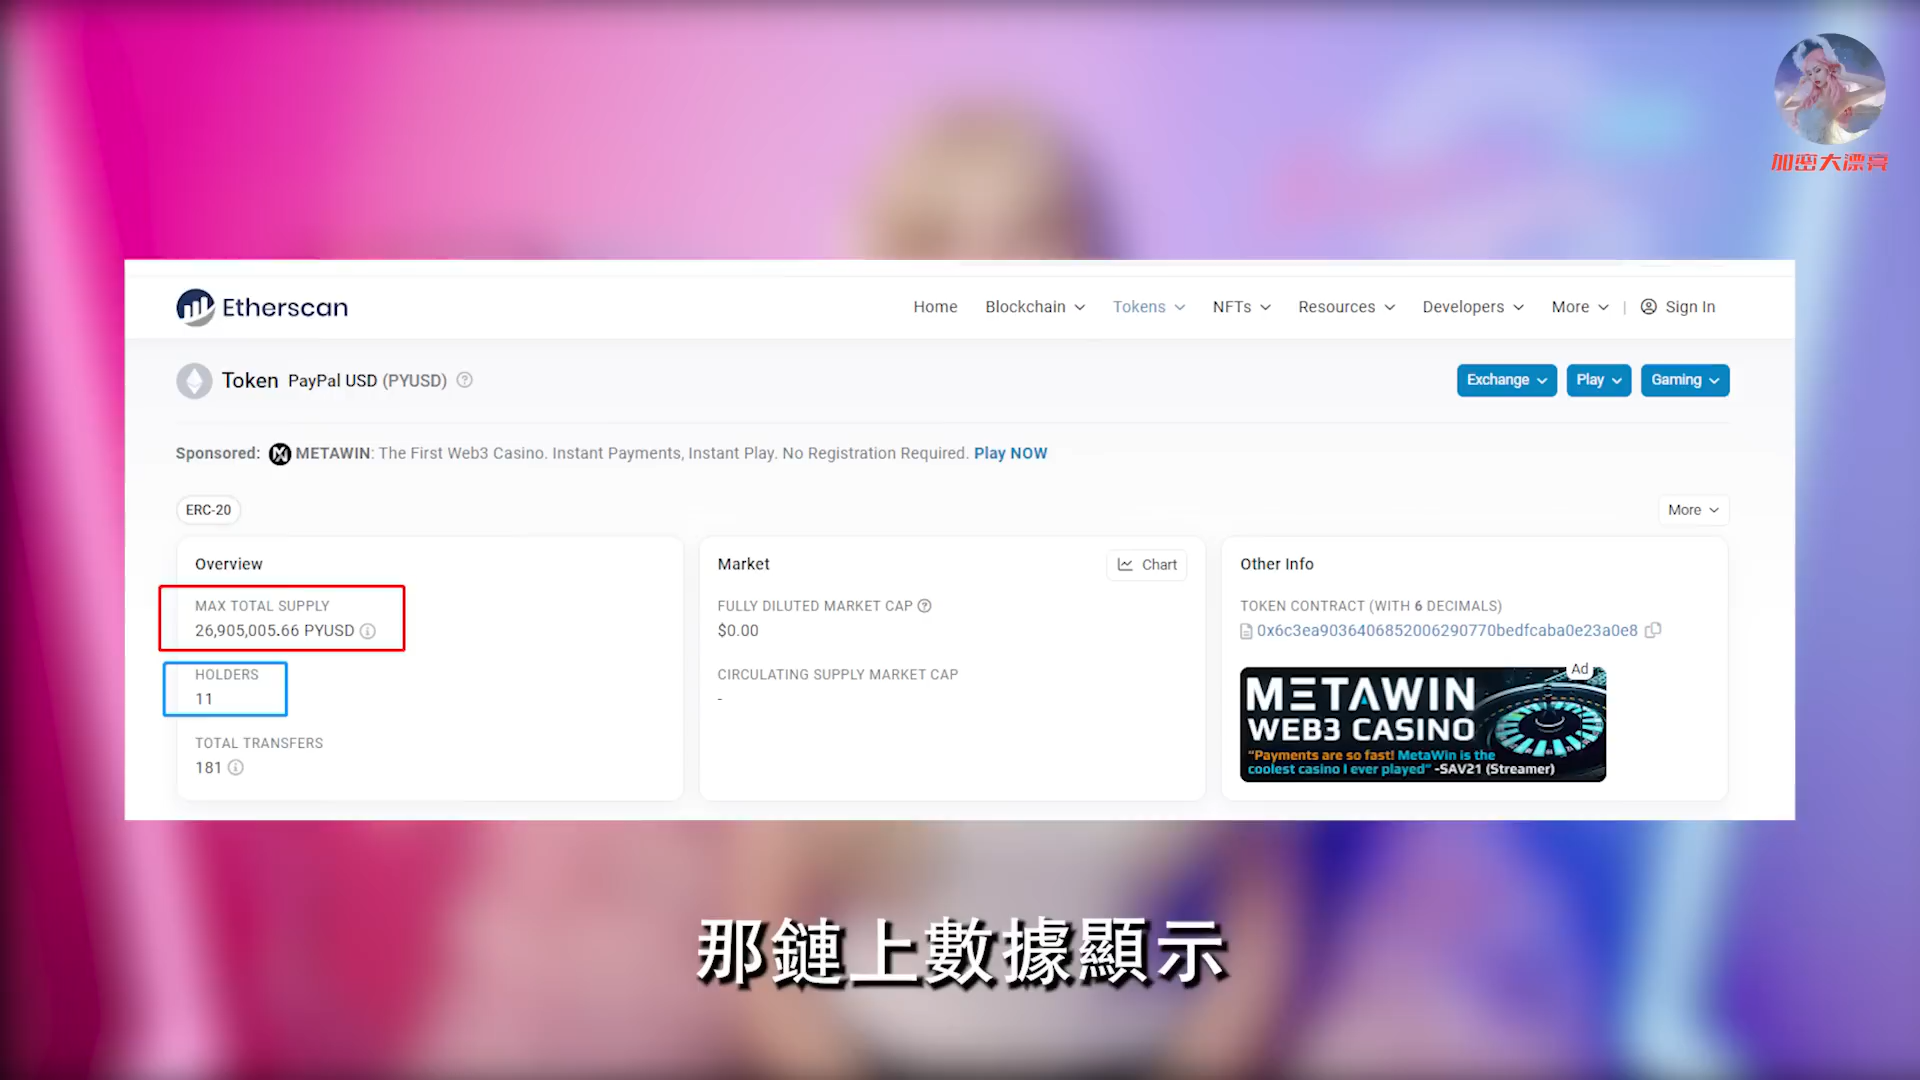 加密大漂亮
Etherscan
Home Blockchain Tokens NFTs Resources Developers More | Sign In
Token PayPal USD (PYUSD)
Exchange Play Gaming
Sponsored: METAWIN: The First Web3 Casino. Instant Payments, Instant Play. No Registration Required. Play NOW
ERC-20
More
Overview
MAX TOTAL SUPPLY
26,905,005.66 PYUSD
HOLDERS
11
TOTAL TRANSFERS
181
Market
Chart
FULLY DILUTED MARKET CAP
$0.00
CIRCULATING SUPPLY MARKET CAP
-
Other Info
TOKEN CONTRACT (WITH 6 DECIMALS)
0x6c3ea9036406852006290770bedfcaba0e23a0e8
Ad
METAWIN
WEB3 CASINO
"Payments are so fast! MetaWin is the
coolest casino I ever played" -SAV21 (Streamer)
那鏈上數據顯示